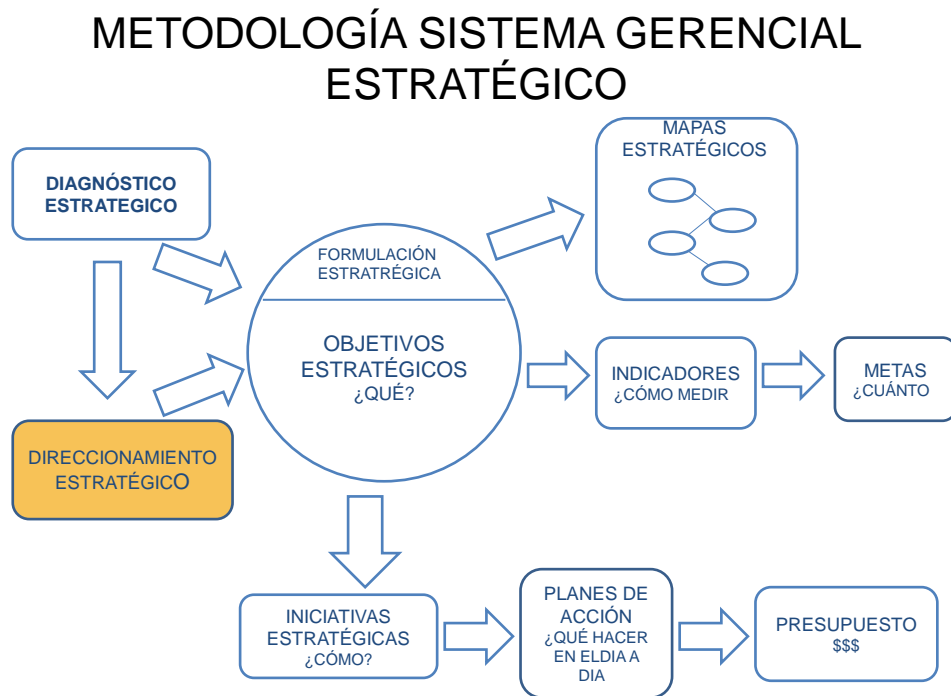 METODOLOGÍA SISTEMA GERENCIAL
ESTRATÉGICO
DIAGNÓSTICO
ESTRATEGICO
MAPAS
ESTRATÉGICOS
FORMULACIÓN
ESTRATRÉGICA
OBJETIVOS
ESTRATÉGICOS
¿QUÉ?
INDICADORES
¿CÓMO MEDIR
METAS
¿CUÁNTO
DIRECCIONAMIENTO
ESTRATÉGICO
INICIATIVAS
ESTRATÉGICAS
¿CÓMO?
PLANES DE
ACCIÓN
¿QUÉ HACER
EN ELDIA A
DIA
PRESUPUESTO
$$$